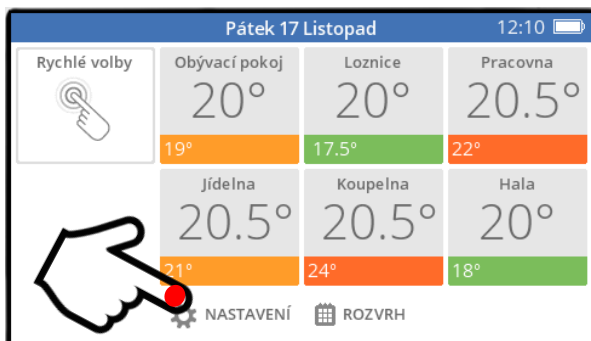 Pátek 17 Listopad
12:10
Rychlé volby
Obývací pokoj
20°
19°
Loznice
20°
17.5°
Pracovna
20.5°
22°
Jídelna
20.5°
21°
Koupelna
20.5°
24°
Hala
20°
18°
NASTAVENÍ
ROZVRH